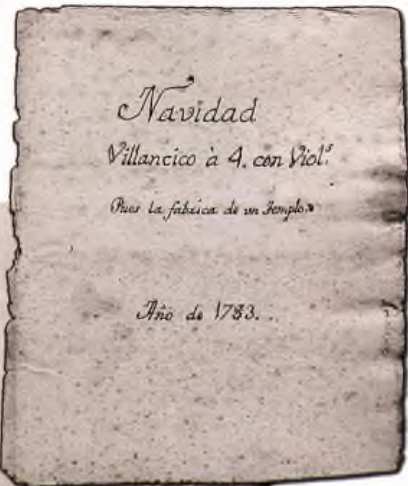 Navidad
Villancico à 4. con Viol.s
Pues la fabrica de un Templo.
Año de 1783.